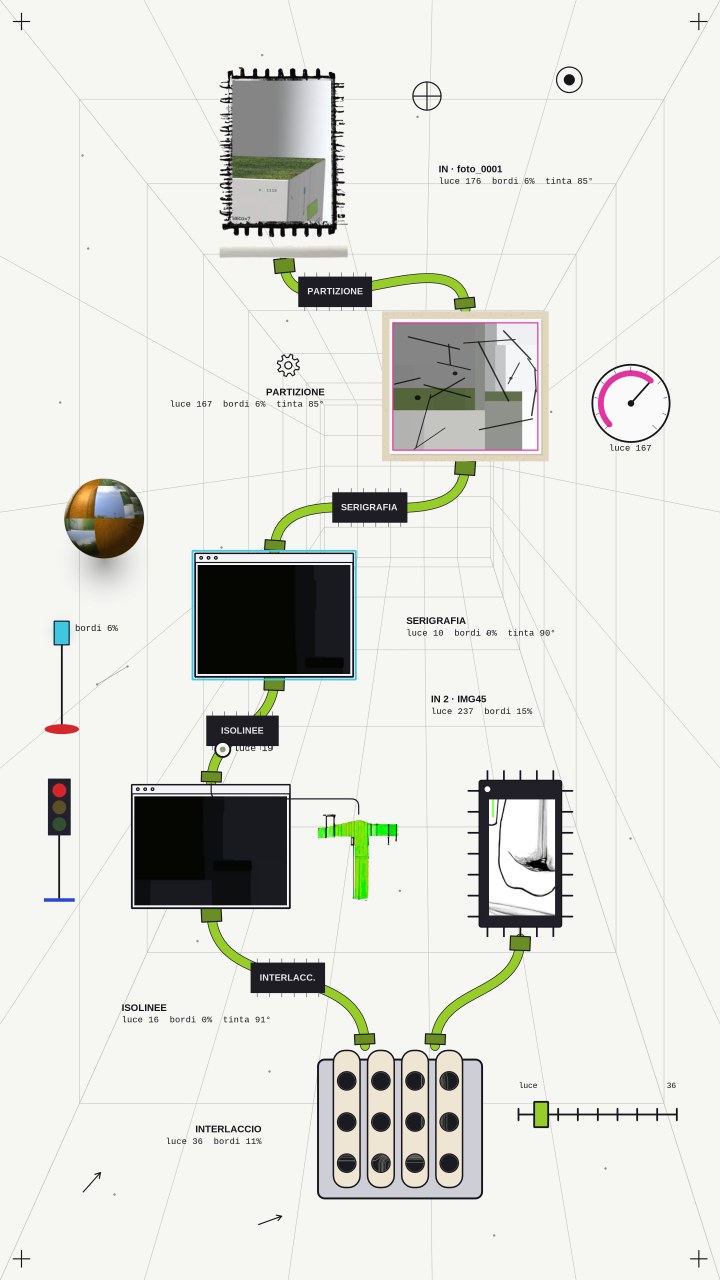 IN · foto_0001
luce 176 bordi 6% tinta 85°
PARTIZIONE
PARTIZIONE
luce 167 bordi 6% tinta 85°
luce 167
SERIGRAFIA
bordi 6%
SERIGRAFIA
luce 10 bordi 0% tinta 90°
IN 2 · IMG45
luce 237 bordi 15%
ISOLINEE
luce 19
INTERLACC.
ISOLINEE
luce 16 bordi 0% tinta 91°
luce 36
INTERLACCIO
luce 36 bordi 11%